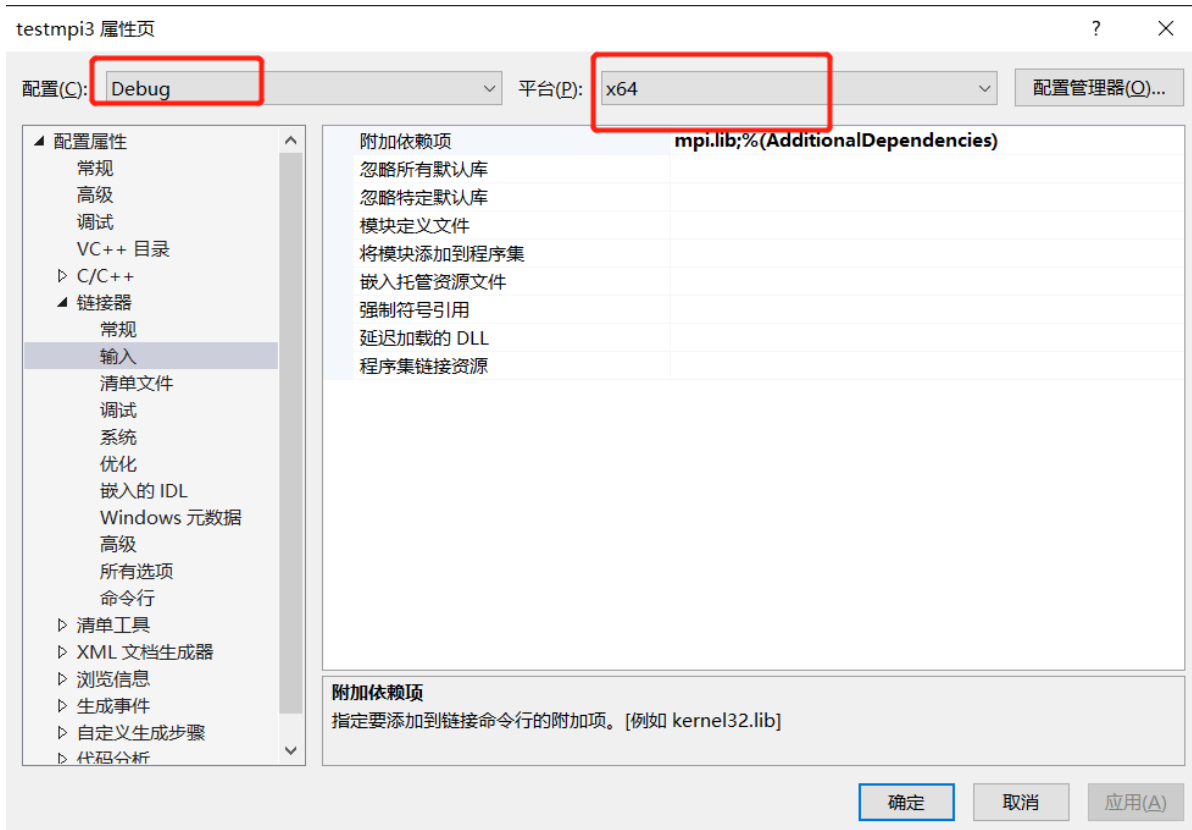 testmpi3 属性页 ?
配置(C): Debug 平台(P): x64 配置管理器(O)...
配置属性
常规
高级
调试
VC++ 目录
C/C++
链接器
常规
输入
清单文件
调试
系统
优化
嵌入的 IDL
Windows 元数据
高级
所有选项
命令行
清单工具
XML 文档生成器
浏览信息
生成事件
自定义生成步骤
代码分析
附加依赖项 mpi.lib;%(AdditionalDependencies)
忽略所有默认库
忽略特定默认库
模块定义文件
将模块添加到程序集
嵌入托管资源文件
强制符号引用
延迟加载的 DLL
程序集链接资源
附加依赖项
指定要添加到链接命令行的附加项。[例如 kernel32.lib]
确定 取消 应用(A)